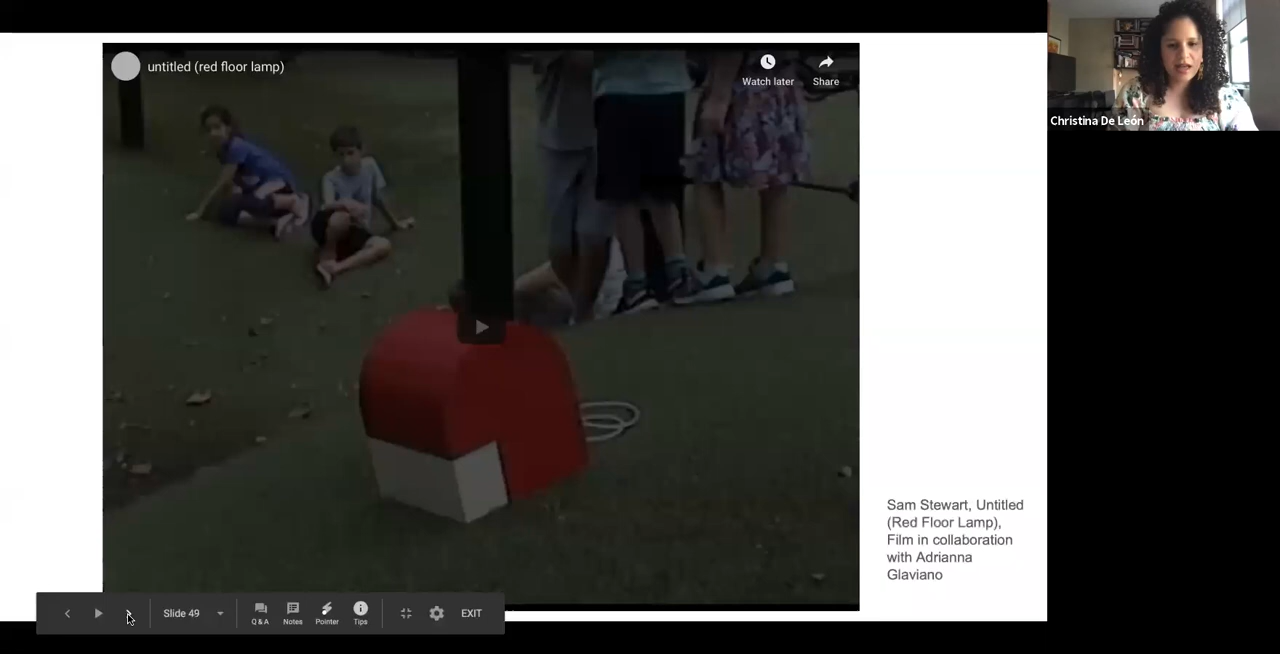 untitled (red floor lamp)
Watch later
Share
Christina De León
Sam Stewart, Untitled
(Red Floor Lamp),
Film in collaboration
with Adrianna
Glaviano
Slide 49
Q & A
Notes
Pointer
Tips
EXIT